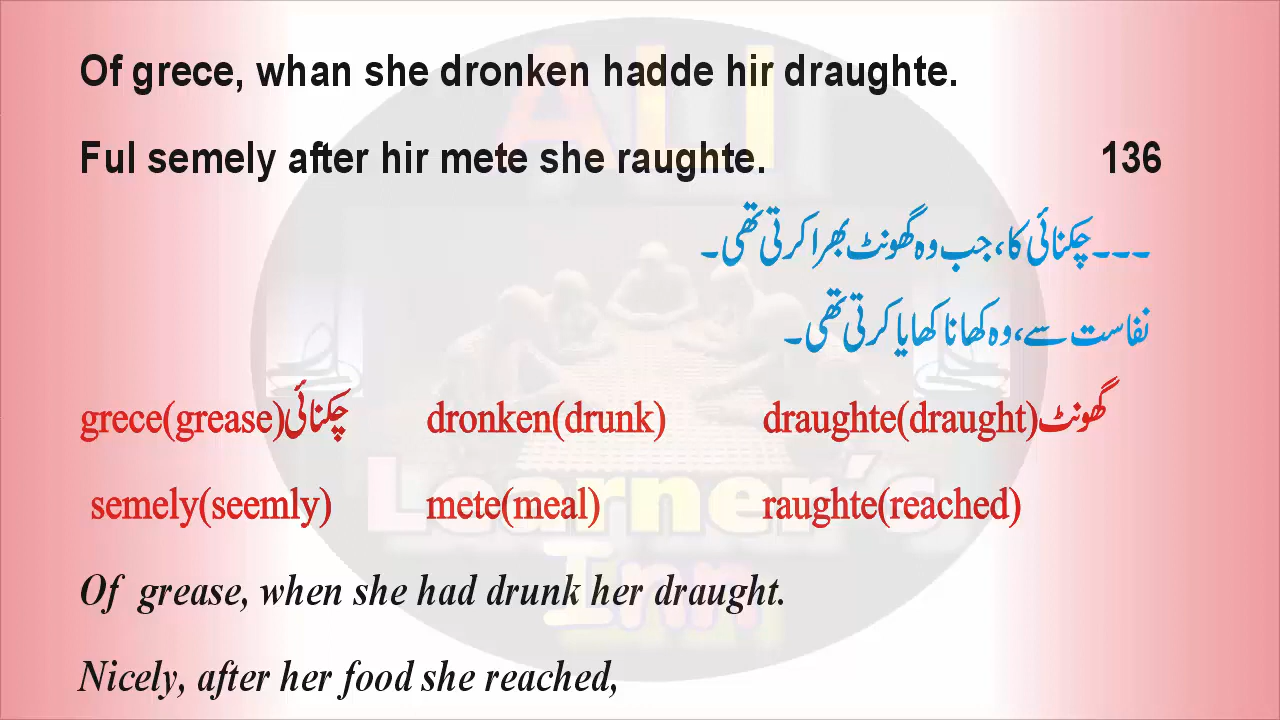 Of grece, whan she dronken hadde hir draughte.
Ful semely after hir mete she raughte. 136
۔۔۔چکنائی کا، جب وہ گھونٹ بھرا کرتی تھی۔
نفاست سے، وہ کھانا کھایا کرتی تھی۔
grece(grease)چکنائی dronken(drunk) draughte(draught)گھونٹ
semely(seemly) mete(meal) raughte(reached)
Of grease, when she had drunk her draught.
Nicely, after her food she reached,
ALI
Learner's
Inn